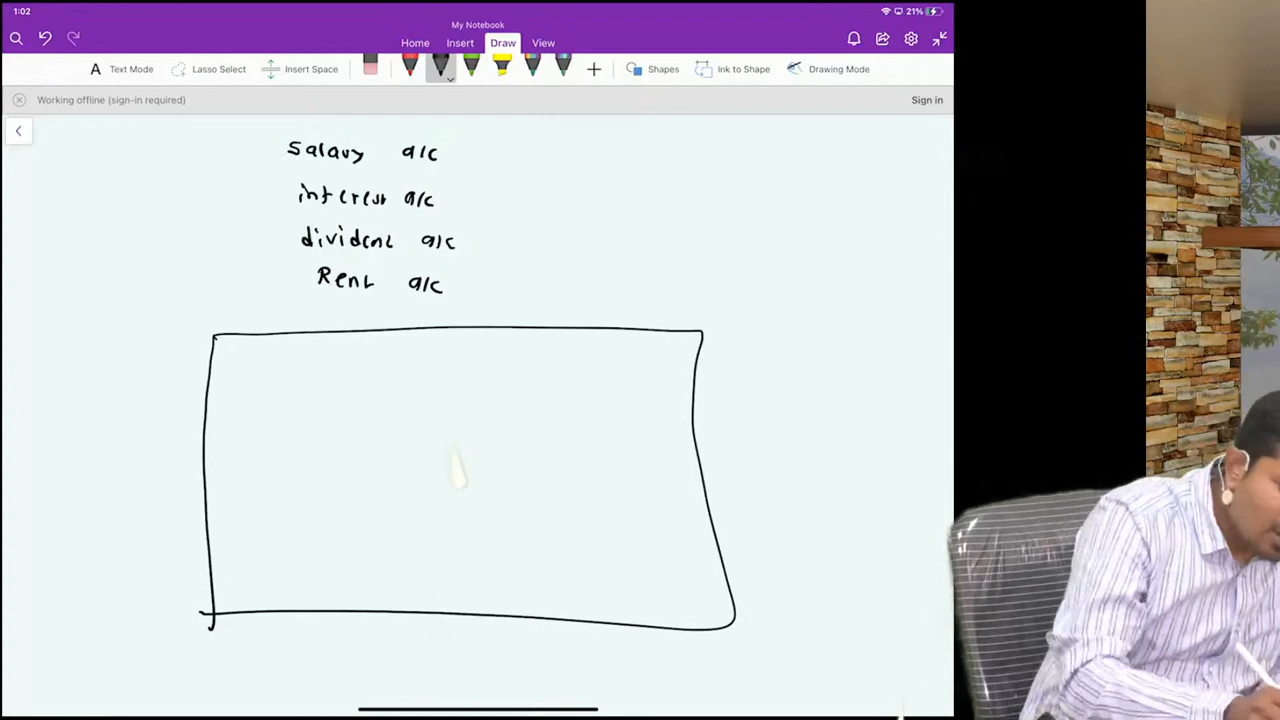 1:02
21%
My Notebook
Home Insert Draw View
Text Mode Lasso Select Insert Space Shapes Ink to Shape Drawing Mode
Working offline (sign-in required) Sign in
Salary a/c
interest a/c
divident a/c
Rent a/c